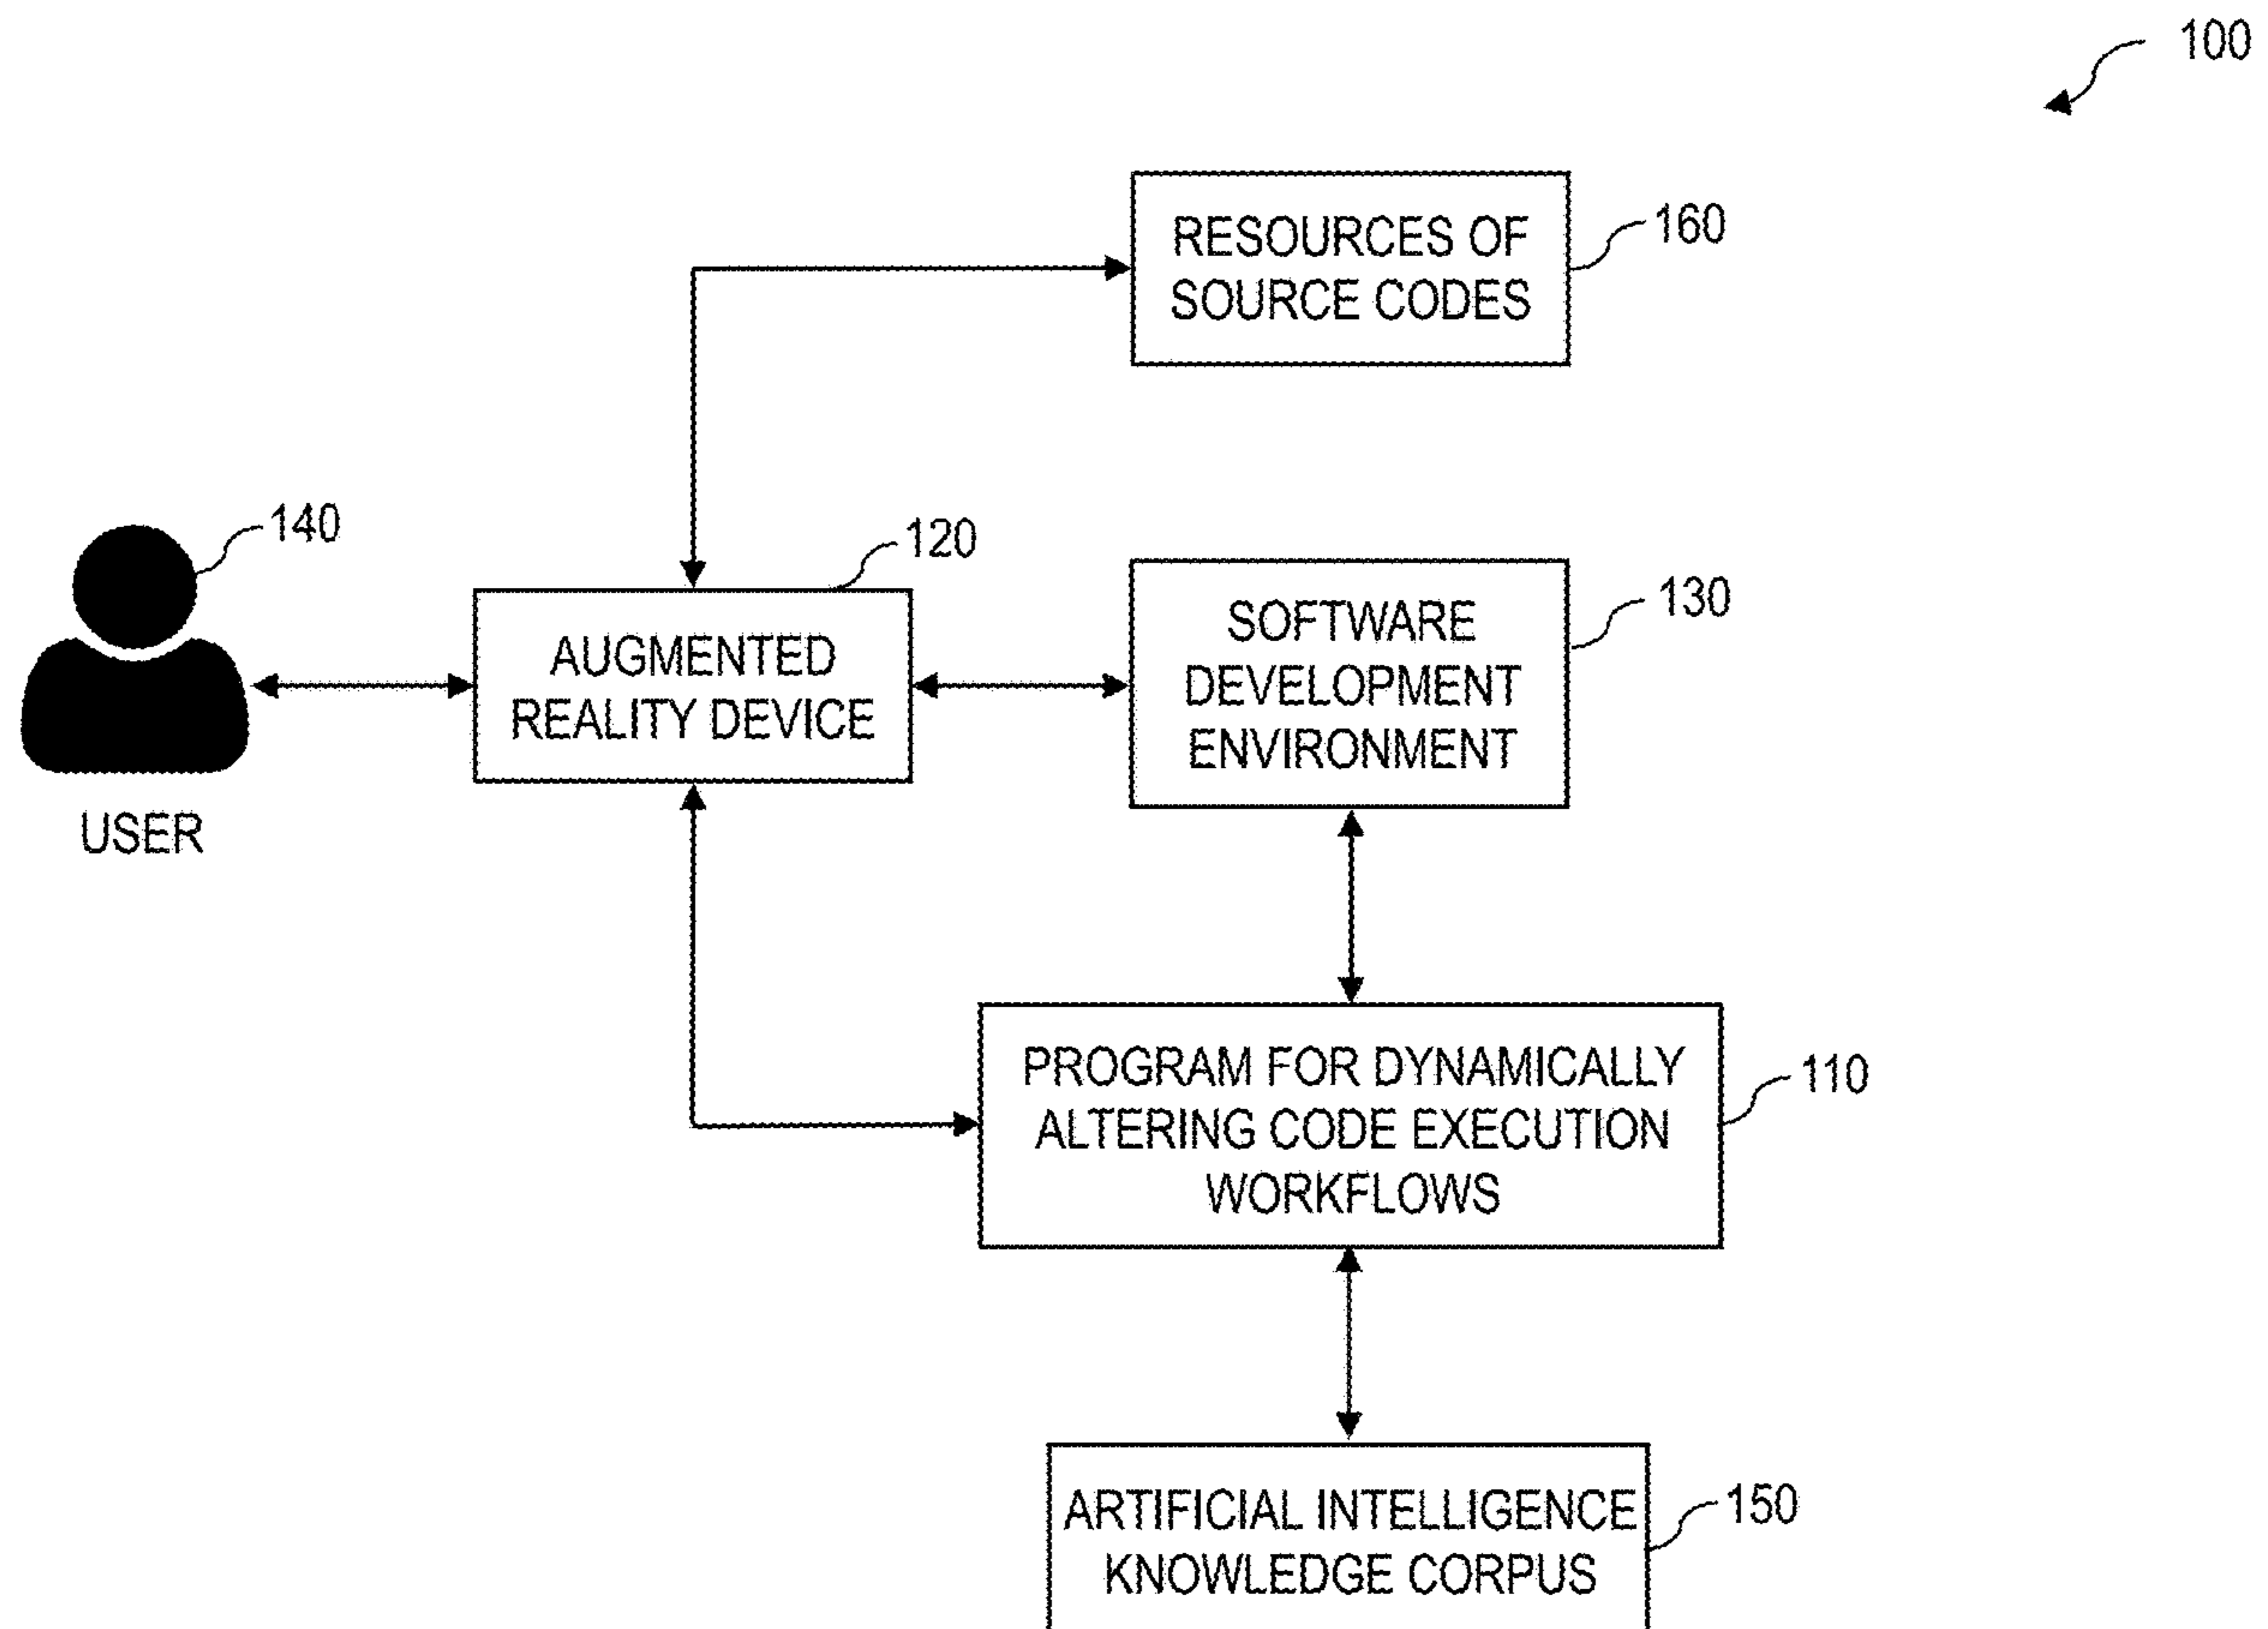 100
RESOURCES OF
SOURCE CODES
160
140
120
AUGMENTED
REALITY DEVICE
SOFTWARE
DEVELOPMENT
ENVIRONMENT
130
USER
PROGRAM FOR DYNAMICALLY
ALTERING CODE EXECUTION
WORKFLOWS
110
ARTIFICIAL INTELLIGENCE
KNOWLEDGE CORPUS
150